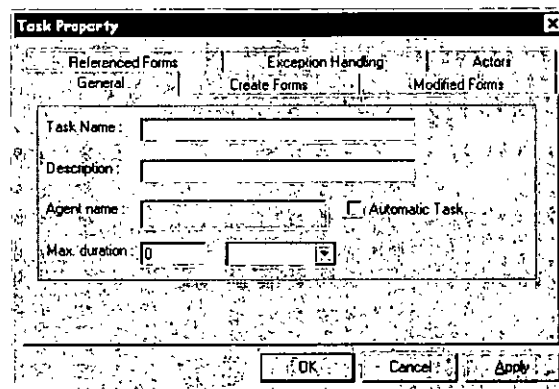 Task Property
Referenced Forms Exception Handling Actors
General Create Forms Modified Forms
Task Name :
Description :
Agent name : Automatic Task
Max. duration : 0
OK Cancel Apply